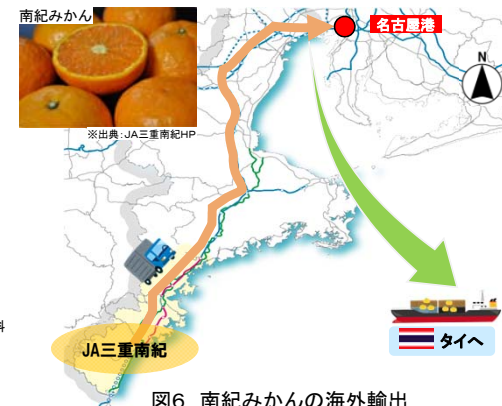 南紀みかん
※出典:JA三重南紀HP
名古屋港
N
料
JA三重南紀
タイへ
図6 南紀みかんの海外輸出